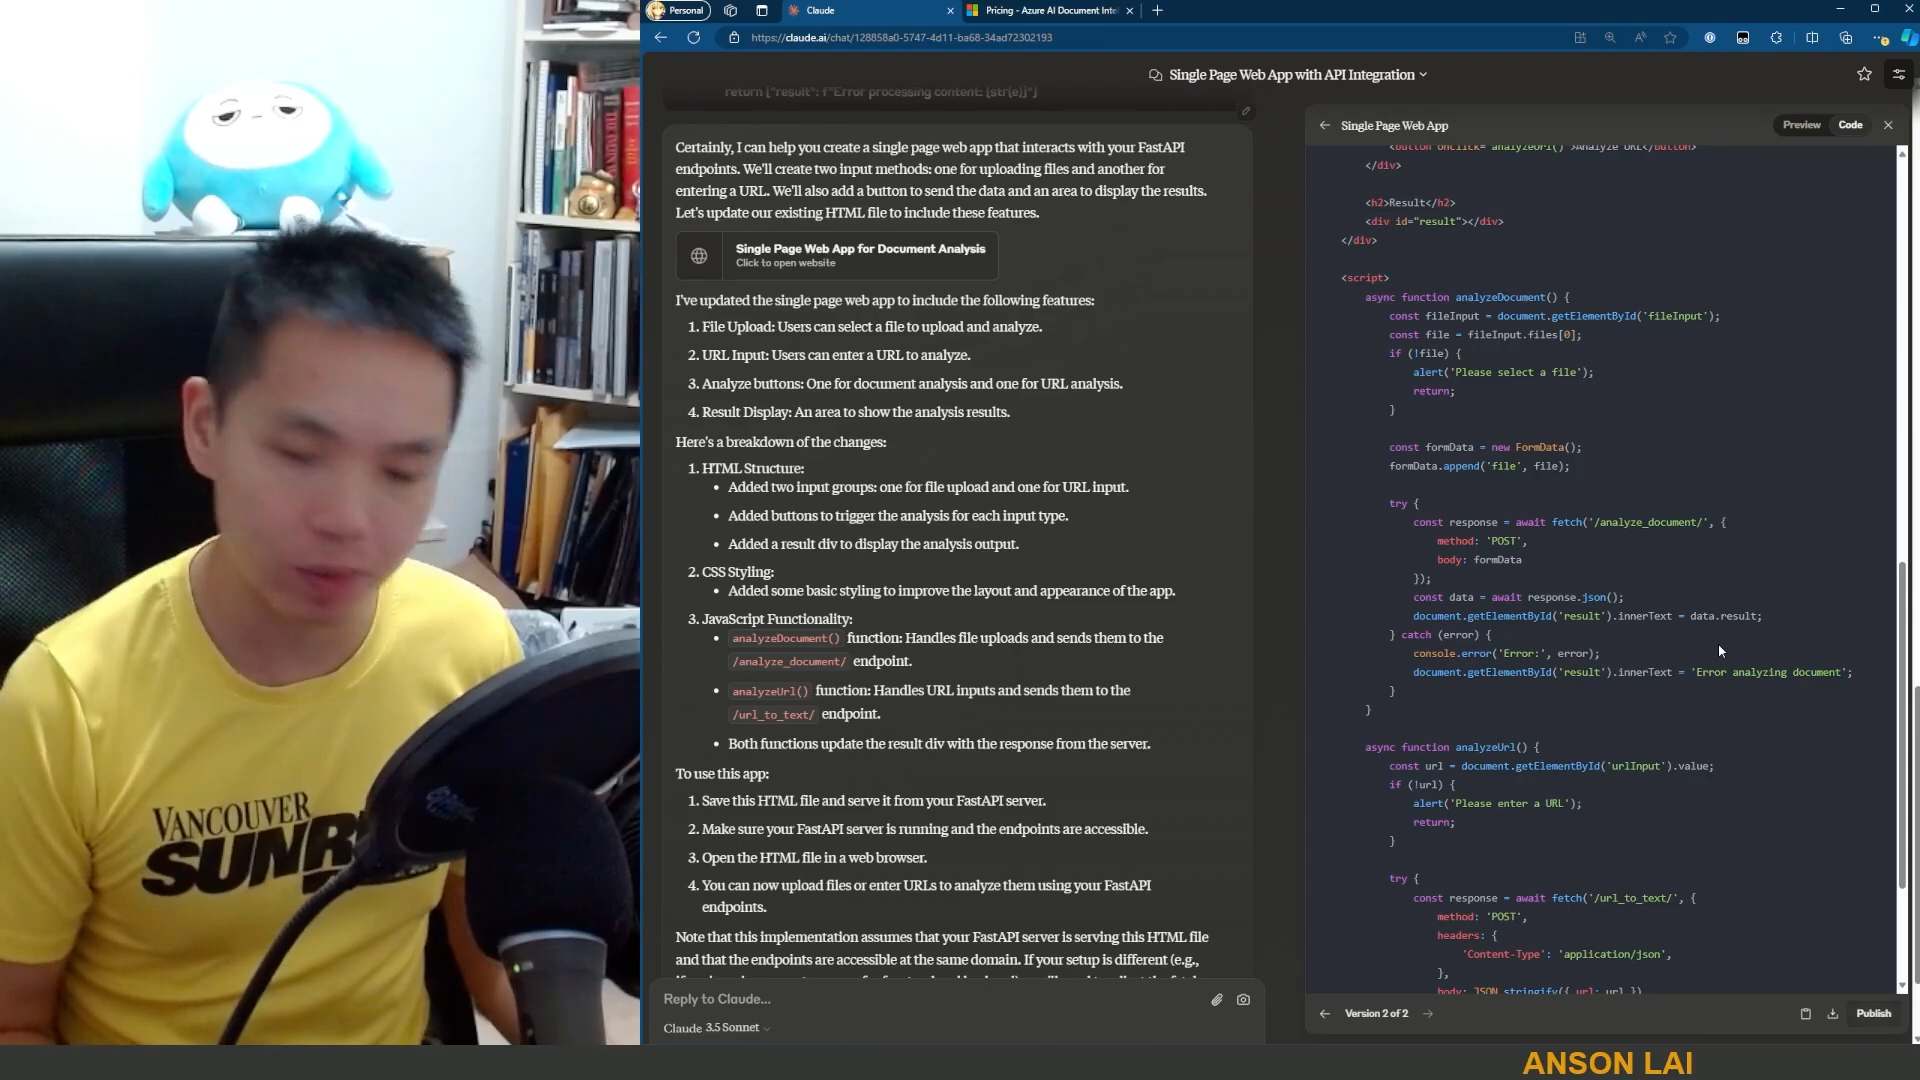 Personal
Claude
Pricing - Azure AI Document Inte
https://claude.ai/chat/128858a0-5747-4d11-ba68-34ad72302193
Single Page Web App with API Integration
return {"result": f"Error processing content: {str(e)}"}
Certainly, I can help you create a single page web app that interacts with your FastAPI
endpoints. We'll create two input methods: one for uploading files and another for
entering a URL. We'll also add a button to send the data and an area to display the results.
Let's update our existing HTML file to include these features.
Single Page Web App for Document Analysis
Click to open website
I've updated the single page web app to include the following features:
1. File Upload: Users can select a file to upload and analyze.
2. URL Input: Users can enter a URL to analyze.
3. Analyze buttons: One for document analysis and one for URL analysis.
4. Result Display: An area to show the analysis results.
Here's a breakdown of the changes:
1. HTML Structure:
• Added two input groups: one for file upload and one for URL input.
• Added buttons to trigger the analysis for each input type.
• Added a result div to display the analysis output.
2. CSS Styling:
• Added some basic styling to improve the layout and appearance of the app.
3. JavaScript Functionality:
• analyzeDocument() function: Handles file uploads and sends them to the
/analyze_document/ endpoint.
• analyzeUrl() function: Handles URL inputs and sends them to the
/url_to_text/ endpoint.
• Both functions update the result div with the response from the server.
To use this app:
1. Save this HTML file and serve it from your FastAPI server.
2. Make sure your FastAPI server is running and the endpoints are accessible.
3. Open the HTML file in a web browser.
4. You can now upload files or enter URLs to analyze them using your FastAPI
endpoints.
Note that this implementation assumes that your FastAPI server is serving this HTML file
and that the endpoints are accessible at the same domain. If your setup is different (e.g.,
Reply to Claude...
Claude 3.5 Sonnet
Single Page Web App
Preview
Code
<button onclick="analyzeUrl()">Analyze URL</button>
</div>
<h2>Result</h2>
<div id="result"></div>
</div>
<script>
async function analyzeDocument() {
const fileInput = document.getElementById('fileInput');
const file = fileInput.files[0];
if (!file) {
alert('Please select a file');
return;
}
const formData = new FormData();
formData.append('file', file);
try {
const response = await fetch('/analyze_document/', {
method: 'POST',
body: formData
});
const data = await response.json();
document.getElementById('result').innerText = data.result;
} catch (error) {
console.error('Error:', error);
document.getElementById('result').innerText = 'Error analyzing document';
}
}
async function analyzeUrl() {
const url = document.getElementById('urlInput').value;
if (!url) {
alert('Please enter a URL');
return;
}
try {
const response = await fetch('/url_to_text/', {
method: 'POST',
headers: {
'Content-Type': 'application/json',
},
body: JSON.stringify({ url: url })
Version 2 of 2
Publish
VANCOUVER
SUNR
ANSON LAI